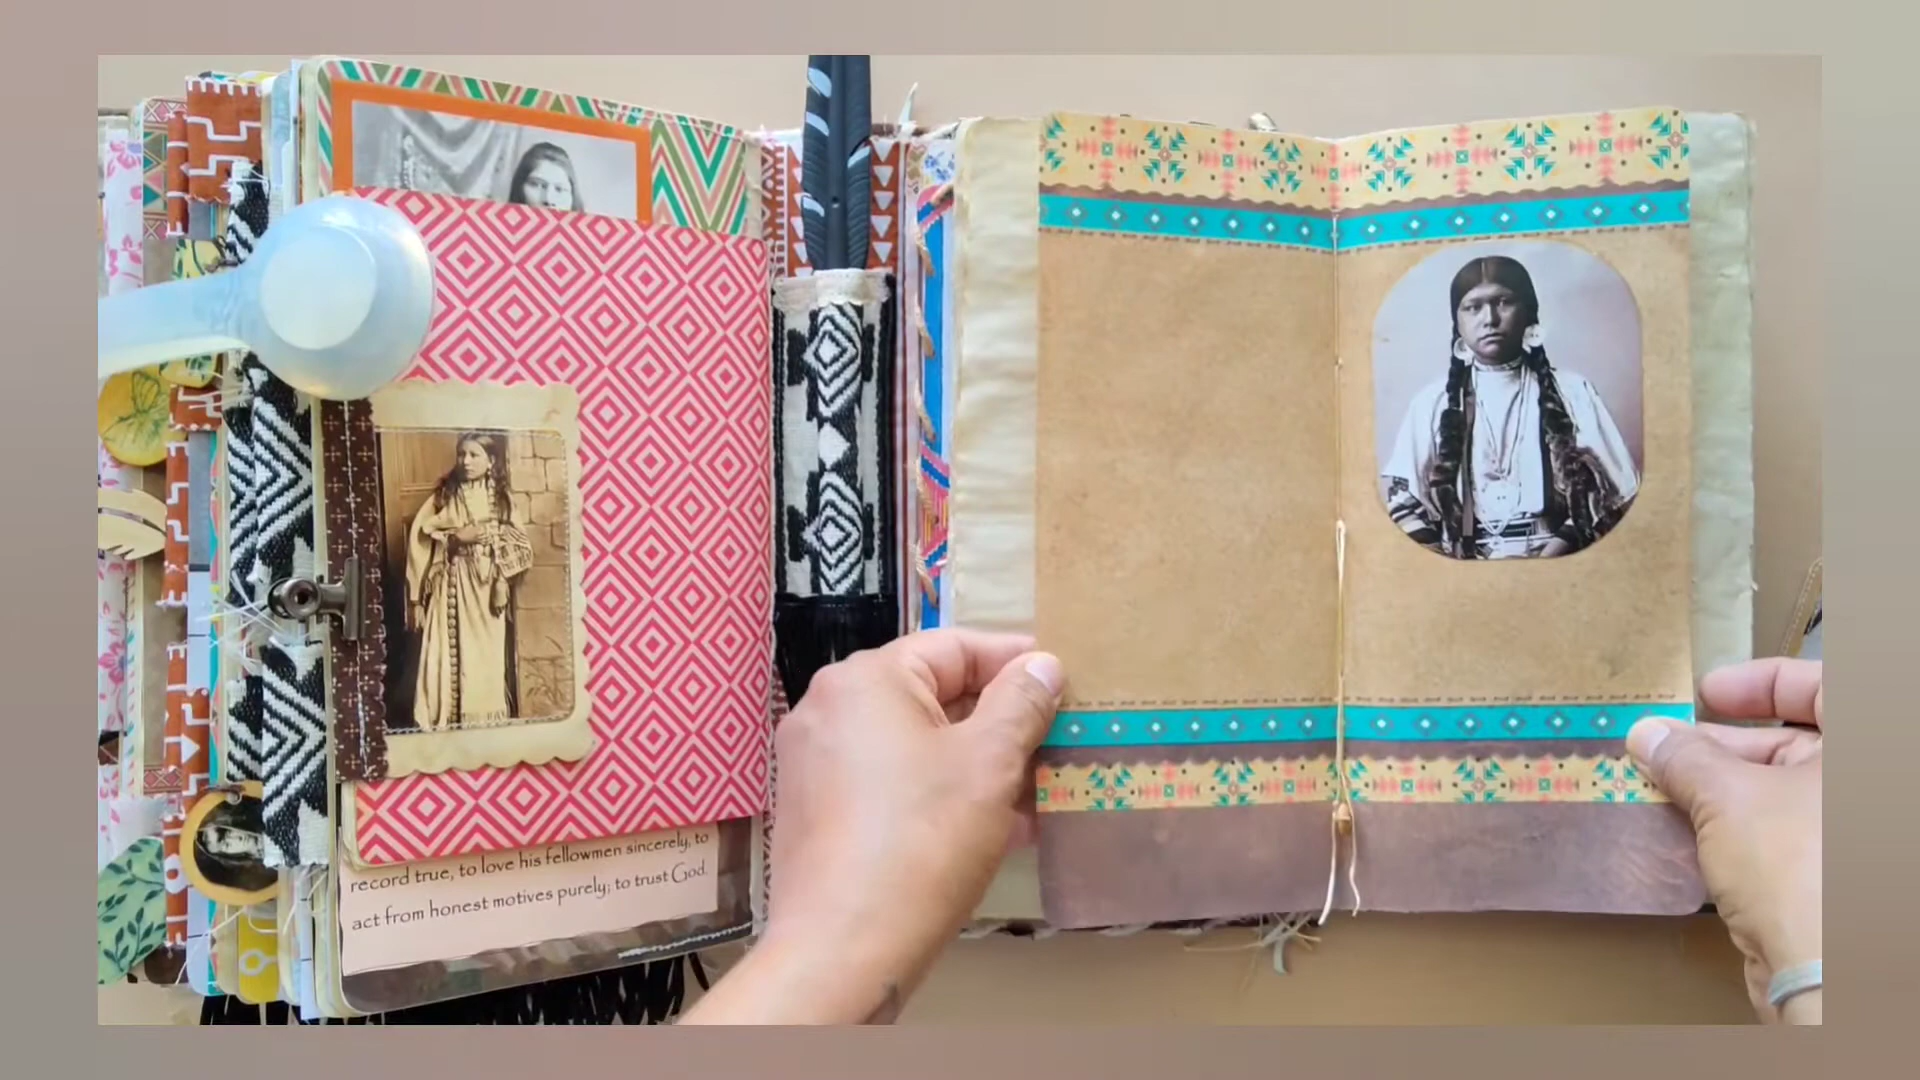 record true, to love his fellowmen sincerely, to
act from honest motives purely; to trust God.